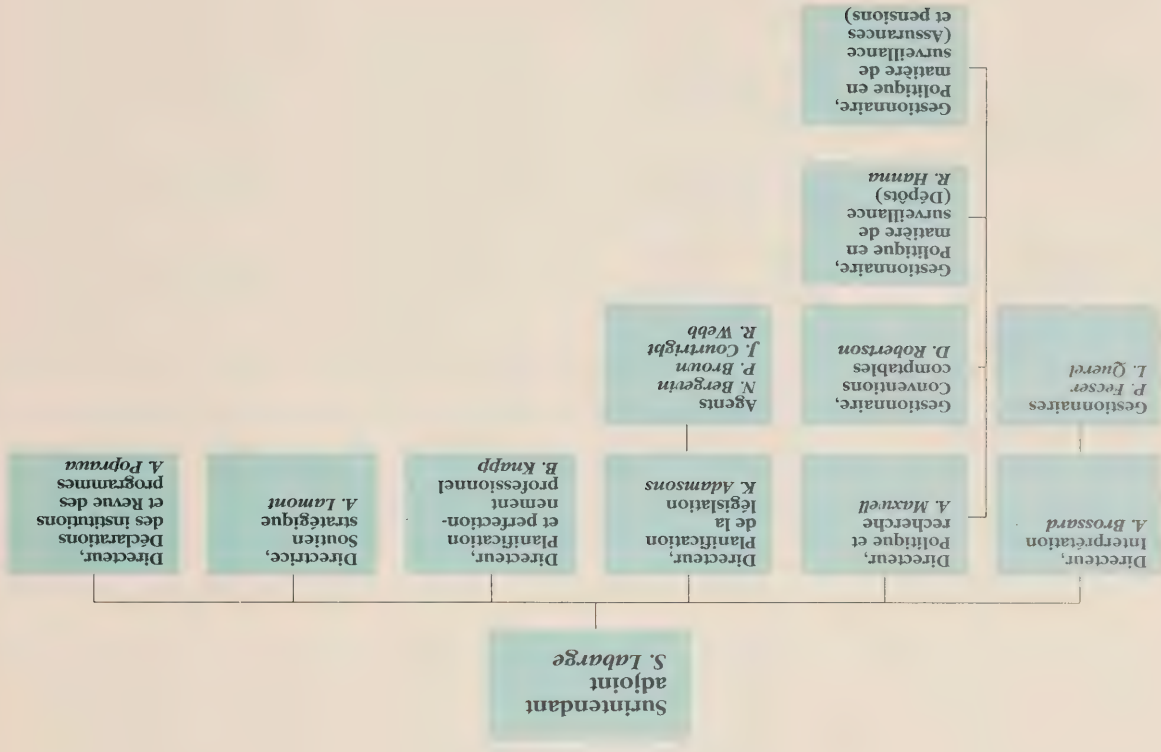 Surintendant
adjoint
S. Labarge
Directeur,
Interprétation
A. Brossard
Directeur,
Politique et
recherche
A. Maxwell
Directeur,
Planification
de la
législation
K. Adamsons
Directeur,
Planification
et perfection-
nement
professionnel
B. Knapp
Directrice,
Soutien
stratégique
A. Lamont
Directeur,
Déclarations
des institutions
et Revue des
programmes
A. Poprawa
Gestionnaires
P. Fecser
L. Querel
Gestionnaire,
Conventions
comptables
D. Robertson
Agents
N. Bergevin
P. Brown
J. Courtright
R. Webb
Gestionnaire,
Politique en
matière de
surveillance
(Dépôts)
R. Hanna
Gestionnaire,
Politique en
matière de
surveillance
(Assurances
et pensions)